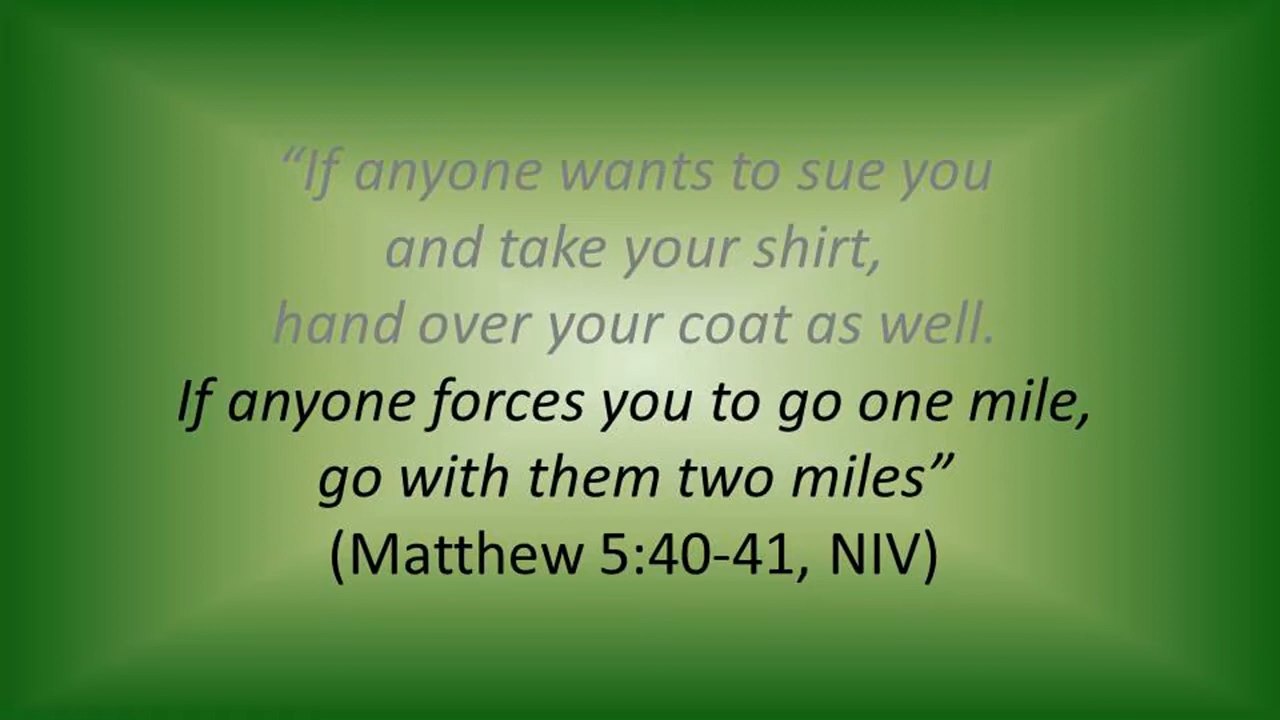 “If anyone wants to sue you
and take your shirt,
hand over your coat as well.
If anyone forces you to go one mile,
go with them two miles”
(Matthew 5:40-41, NIV)